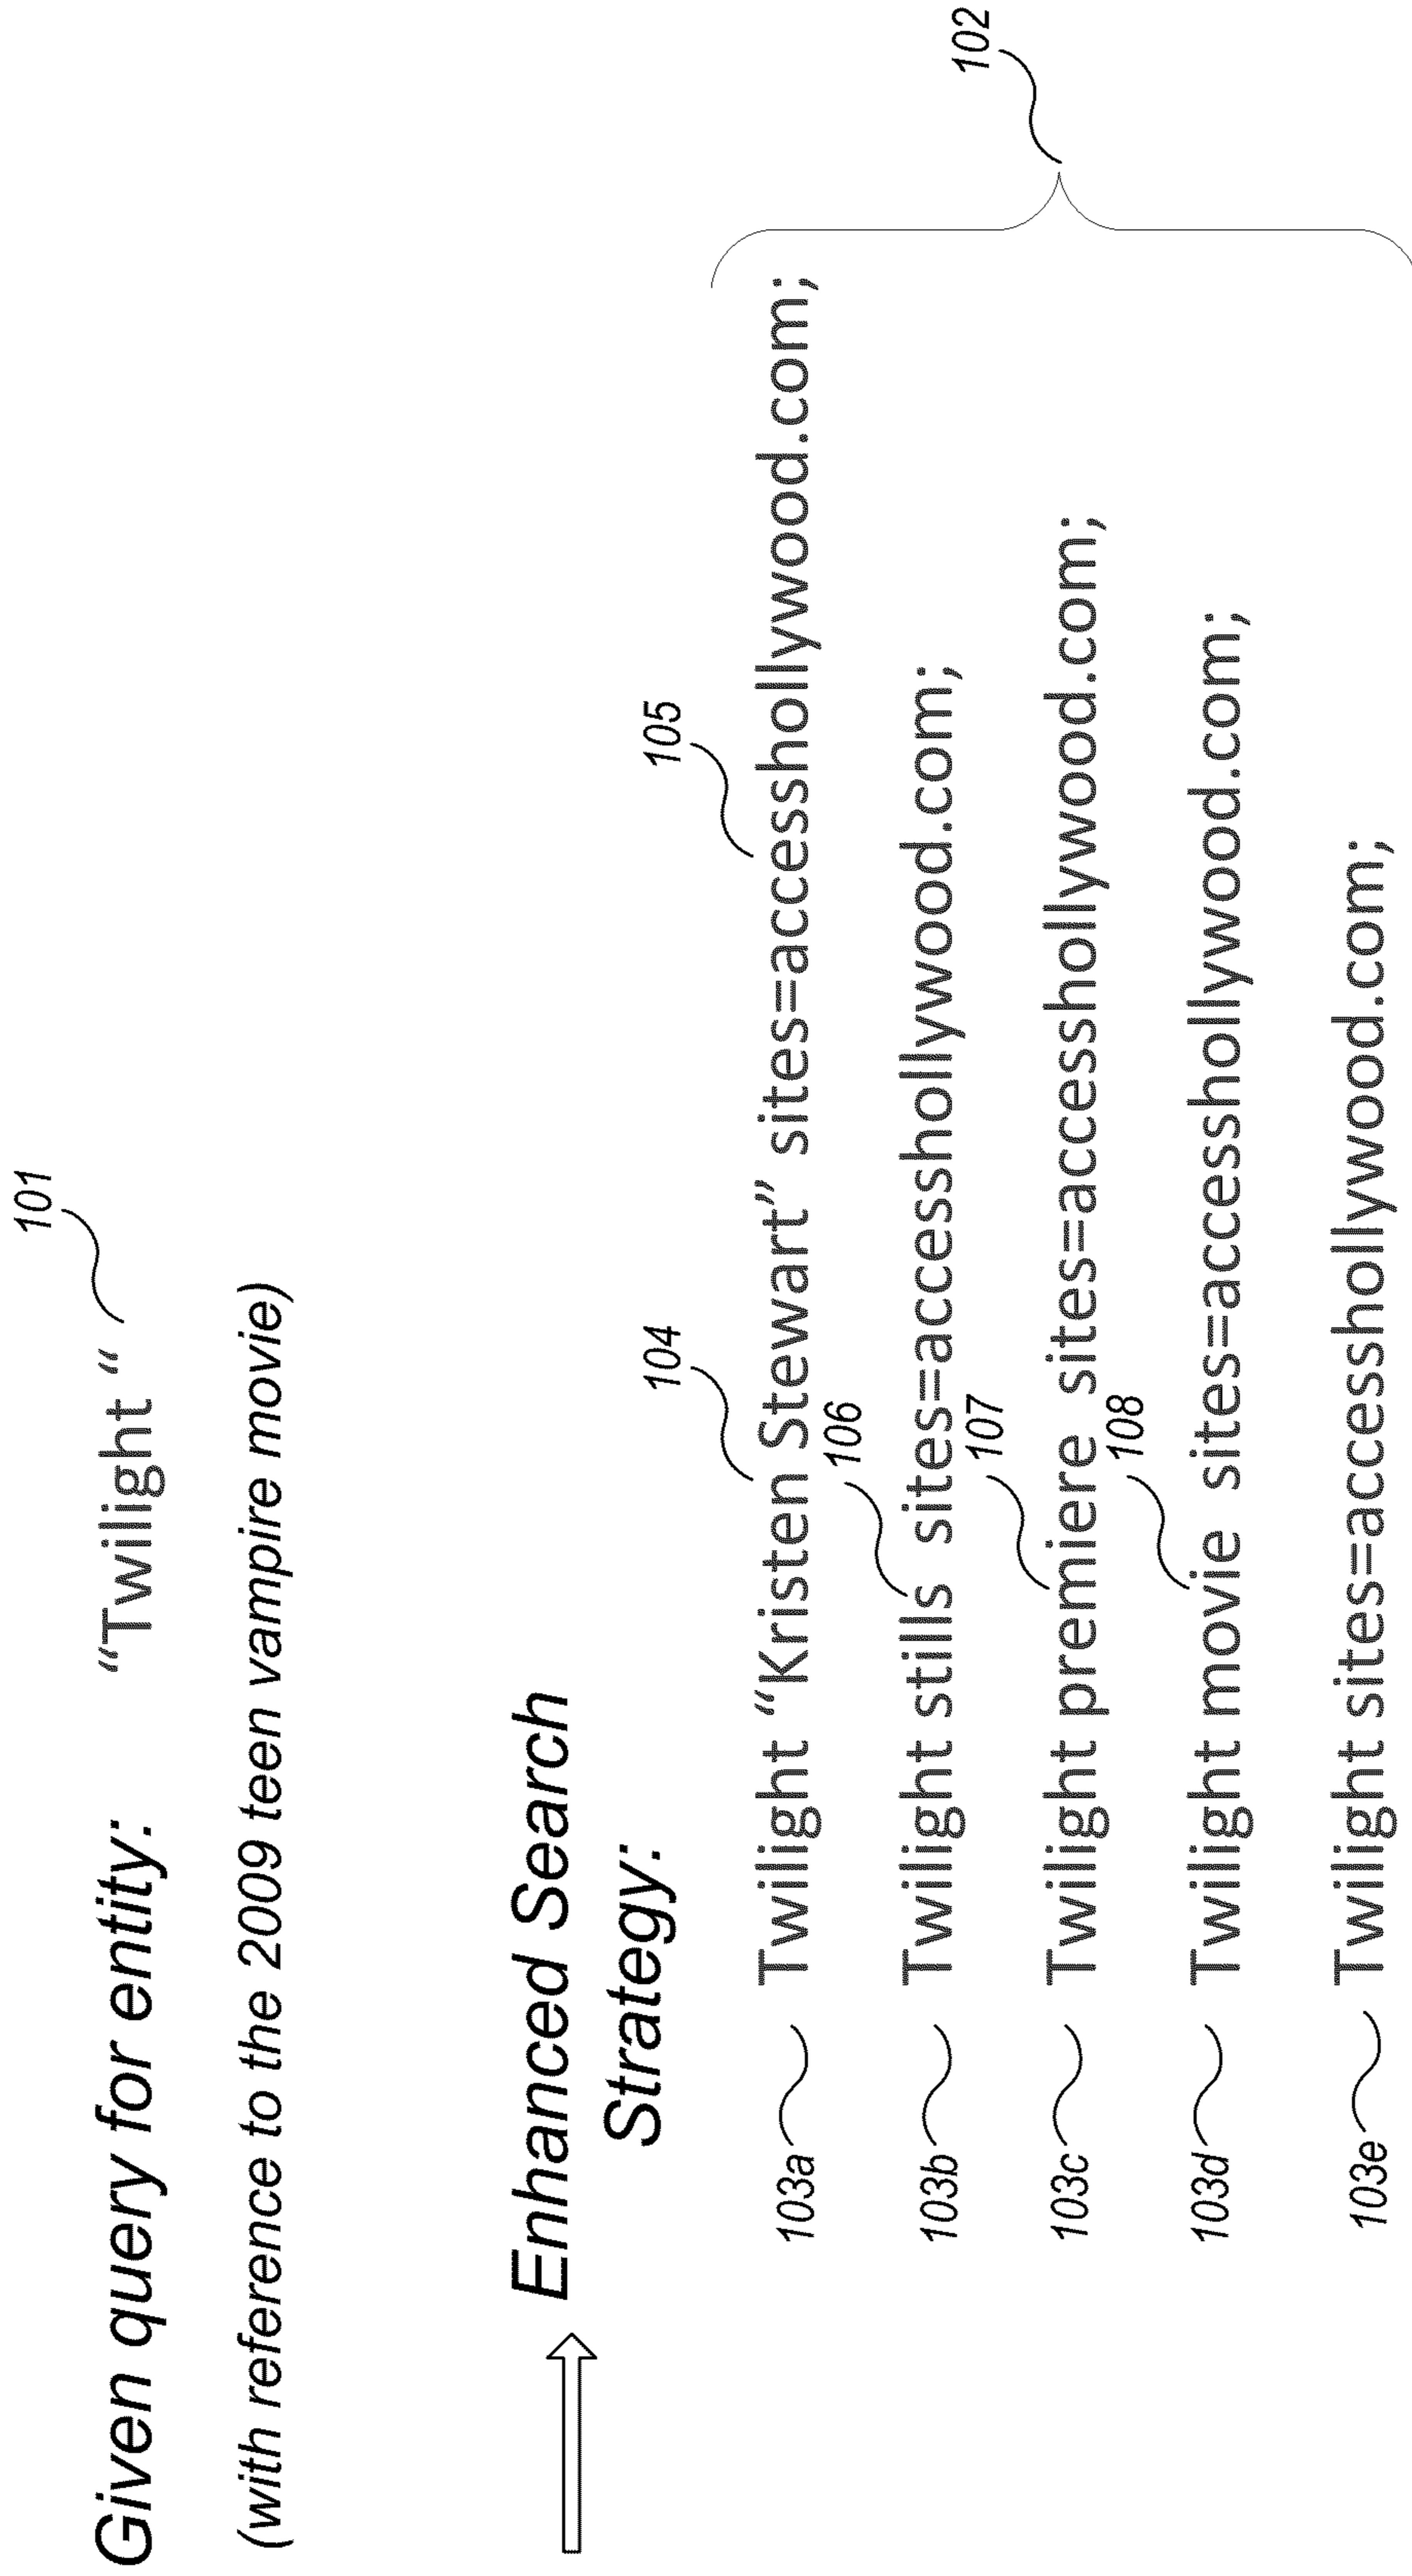 101
Given query for entity: “Twilight “
(with reference to the 2009 teen vampire movie)
Enhanced Search
Strategy:
104 105
103a Twilight “Kristen Stewart” sites=accesshollywood.com;
106
103b Twilight stills sites=accesshollywood.com;
107
103c Twilight premiere sites=accesshollywood.com;
108
103d Twilight movie sites=accesshollywood.com;
103e Twilight sites=accesshollywood.com;
102